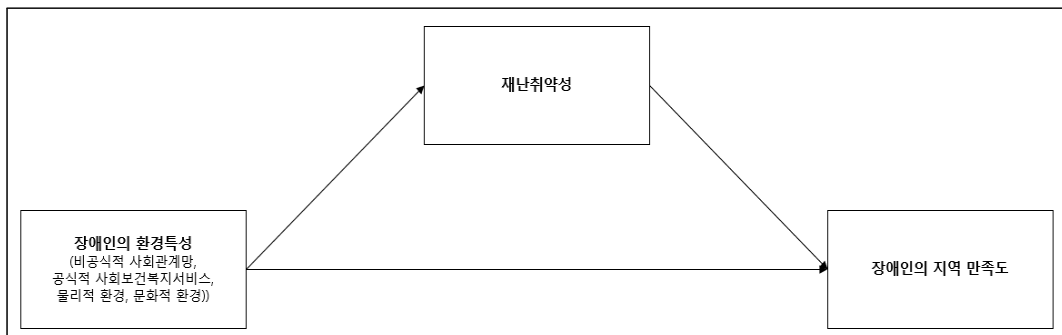 재난취약성
장애인의 환경특성
(비공식적 사회관계망,
공식적 사회보건복지서비스,
물리적 환경, 문화적 환경))
장애인의 지역 만족도